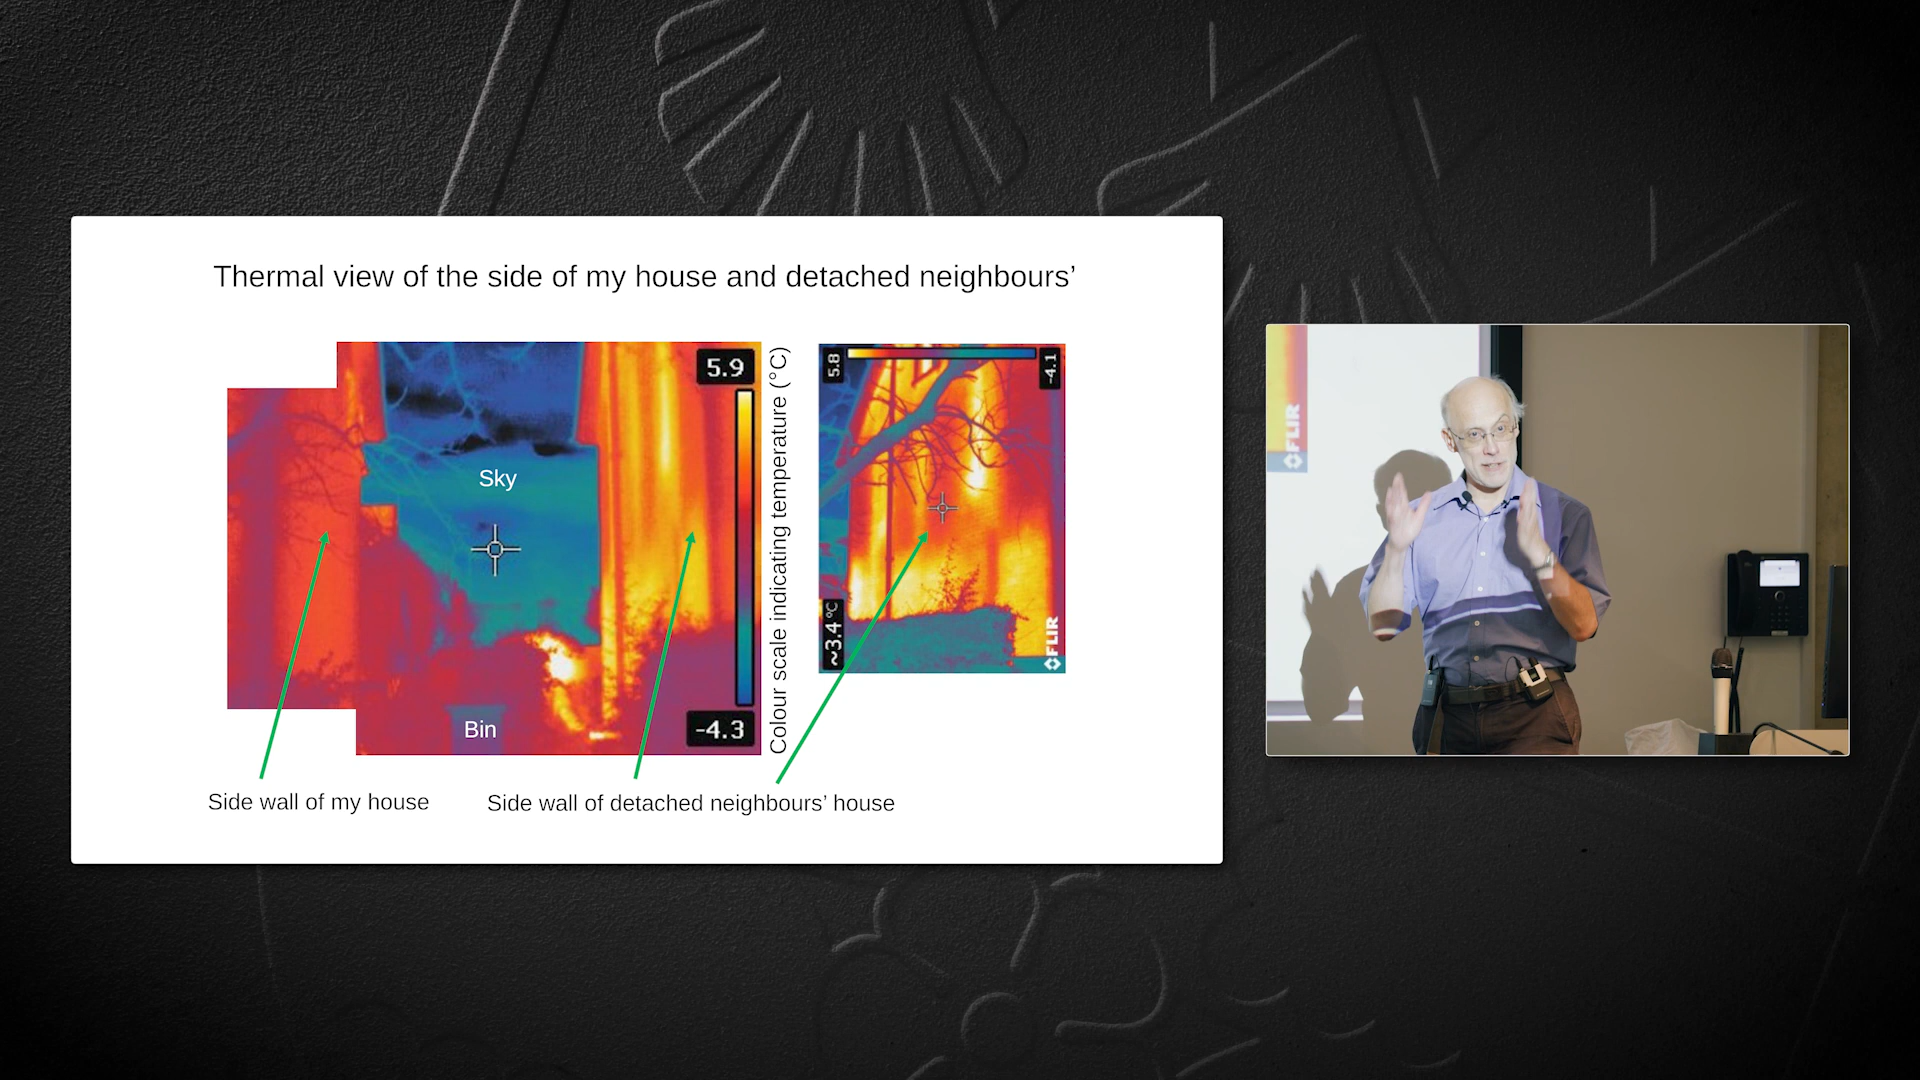 Thermal view of the side of my house and detached neighbours’
5.9
Sky
Bin
-4.3
Colour scale indicating temperature (°C)
5.8
-4.1
~3.4 °C
FLIR
Side wall of my house
Side wall of detached neighbours’ house
FLIR